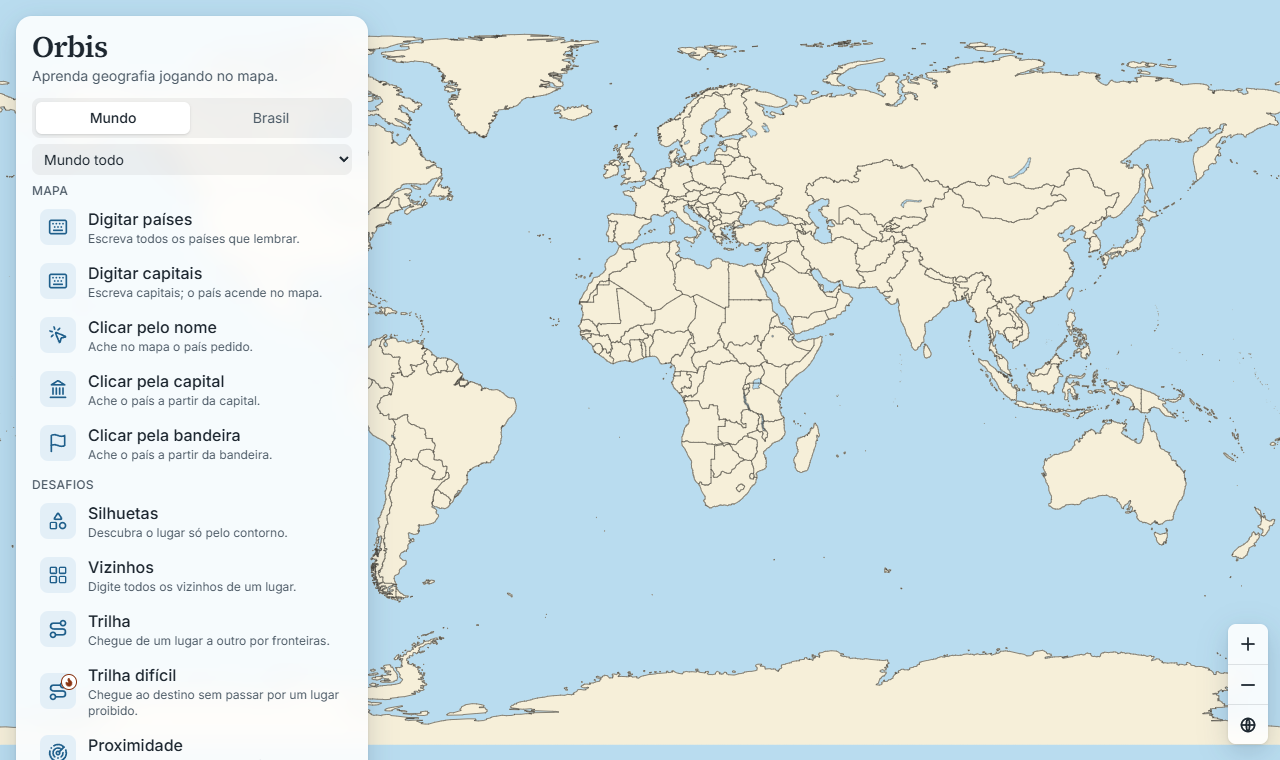 Orbis
Aprenda geografia jogando no mapa.
Mundo
Brasil
Mundo todo
MAPA
Digitar países
Escreva todos os países que lembrar.
Digitar capitais
Escreva capitais; o país acende no mapa.
Clicar pelo nome
Ache no mapa o país pedido.
Clicar pela capital
Ache o país a partir da capital.
Clicar pela bandeira
Ache o país a partir da bandeira.
DESAFIOS
Silhuetas
Descubra o lugar só pelo contorno.
Vizinhos
Digite todos os vizinhos de um lugar.
Trilha
Chegue de um lugar a outro por fronteiras.
Trilha difícil
Chegue ao destino sem passar por um lugar
proibido.
Proximidade